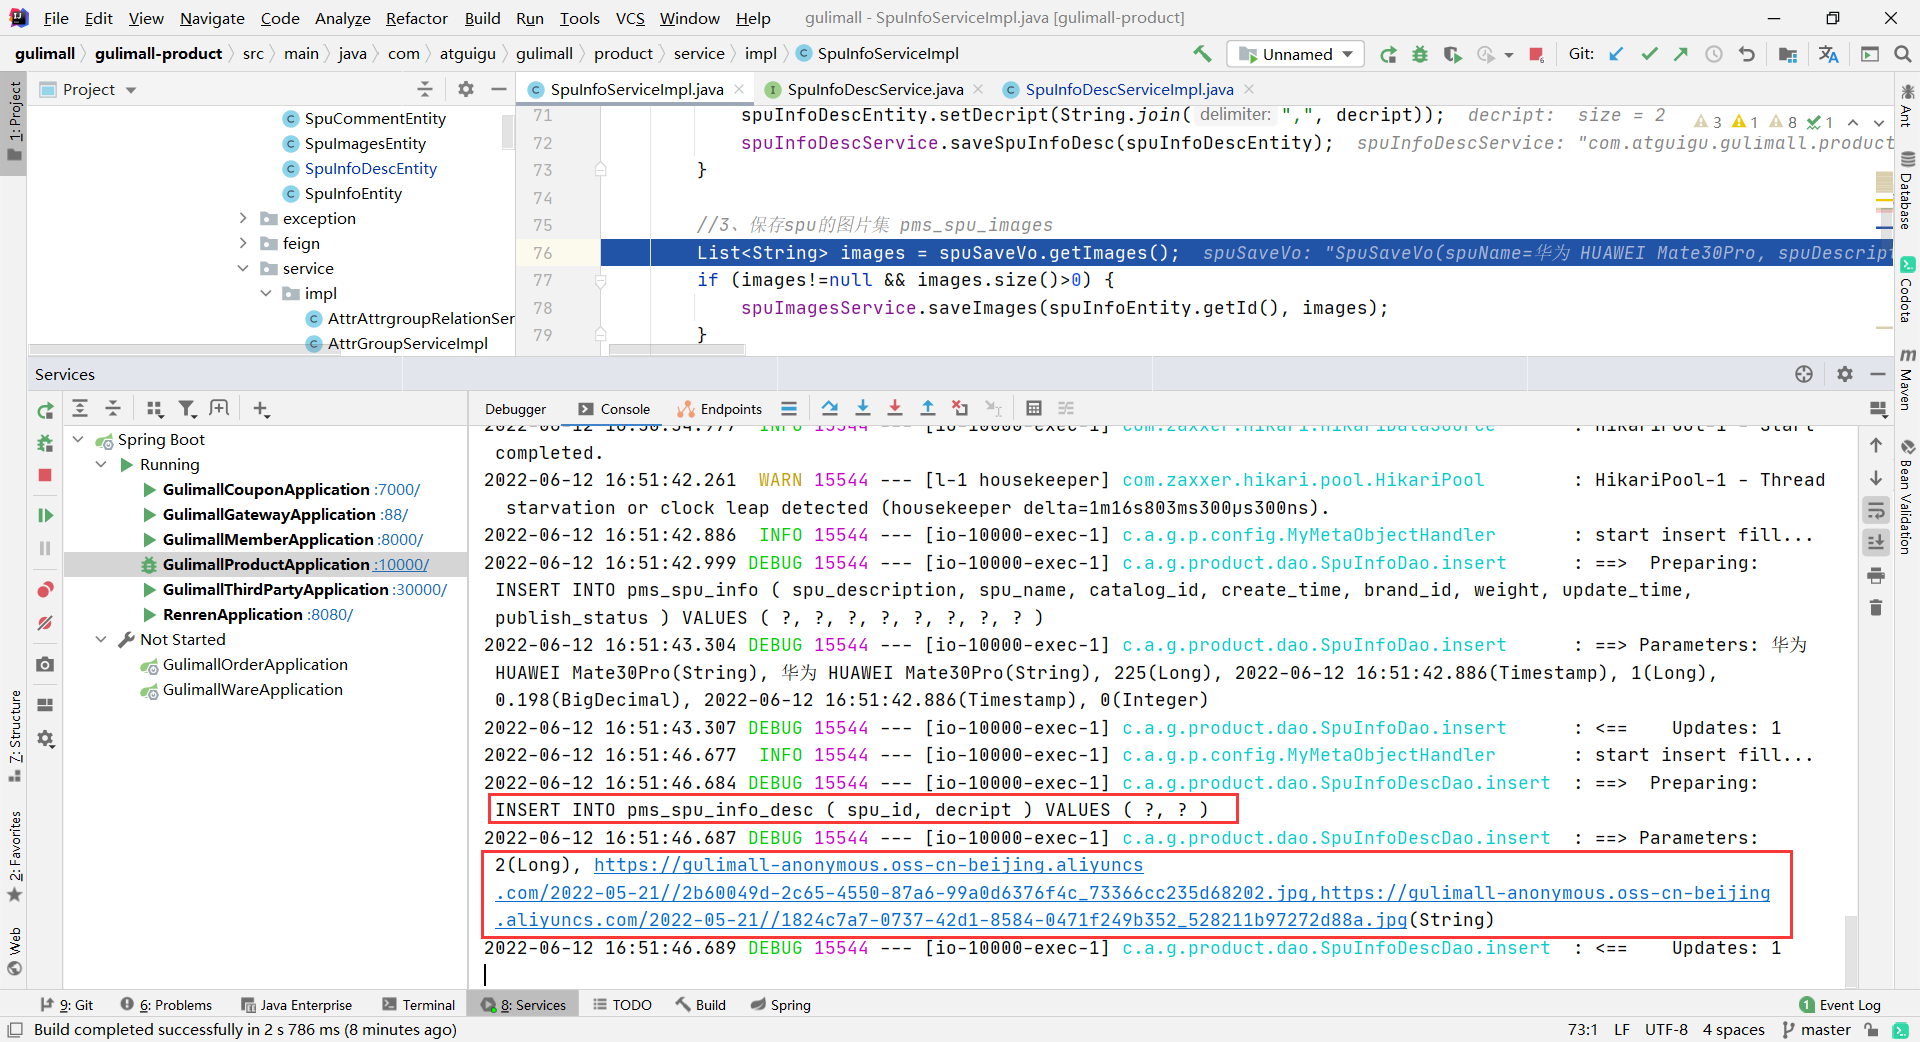 File Edit View Navigate Code Analyze Refactor Build Run Tools VCS Window Help gulimall - SpuInfoServiceImpl.java [gulimall-product]
gulimall gulimall-product src main java com atguigu gulimall product service impl SpuInfoServiceImpl Unnamed Git:
Project SpuInfoServiceImpl.java SpuInfoDescService.java SpuInfoDescServiceImpl.java
1: Project
SpuCommentEntity
SpuImagesEntity
SpuInfoDescEntity
SpuInfoEntity
exception
feign
service
impl
AttrAttrgroupRelationSer
AttrGroupServiceImpl
71 spuInfoDescEntity.setDecript(String.join( delimiter: ",", decript)); decript: size = 2
3 1 8 1
72 spuInfoDescService.saveSpuInfoDesc(spuInfoDescEntity); spuInfoDescService: "com.atguigu.gulimall.product
73 }
74
75 //3、保存spu的图片集 pms_spu_images
76 List<String> images = spuSaveVo.getImages(); spuSaveVo: "SpuSaveVo(spuName=华为 HUAWEI Mate30Pro, spuDescript
77 if (images!=null && images.size()>0) {
78 spuImagesService.saveImages(spuInfoEntity.getId(), images);
79 }
Ant
Database
Codota
Maven
Bean Validation
Services
Debugger Console Endpoints
Spring Boot
Running
GulimallCouponApplication :7000/
GulimallGatewayApplication :88/
GulimallMemberApplication :8000/
GulimallProductApplication :10000/
GulimallThirdPartyApplication :30000/
RenrenApplication :8080/
Not Started
GulimallOrderApplication
GulimallWareApplication
2022-06-12 16:50:54.777 INFO 15544 --- [io-10000-exec-1] com.zaxxer.hikari.HikariDataSource : HikariPool-1 - Start
completed.
2022-06-12 16:51:42.261 WARN 15544 --- [l-1 housekeeper] com.zaxxer.hikari.pool.HikariPool : HikariPool-1 - Thread
starvation or clock leap detected (housekeeper delta=1m16s803ms300µs300ns).
2022-06-12 16:51:42.886 INFO 15544 --- [io-10000-exec-1] c.a.g.p.config.MyMetaObjectHandler : start insert fill...
2022-06-12 16:51:42.999 DEBUG 15544 --- [io-10000-exec-1] c.a.g.product.dao.SpuInfoDao.insert : ==> Preparing:
INSERT INTO pms_spu_info ( spu_description, spu_name, catalog_id, create_time, brand_id, weight, update_time,
publish_status ) VALUES ( ?, ?, ?, ?, ?, ?, ?, ? )
2022-06-12 16:51:43.304 DEBUG 15544 --- [io-10000-exec-1] c.a.g.product.dao.SpuInfoDao.insert : ==> Parameters: 华为
HUAWEI Mate30Pro(String), 华为 HUAWEI Mate30Pro(String), 225(Long), 2022-06-12 16:51:42.886(Timestamp), 1(Long),
0.198(BigDecimal), 2022-06-12 16:51:42.886(Timestamp), 0(Integer)
2022-06-12 16:51:43.307 DEBUG 15544 --- [io-10000-exec-1] c.a.g.product.dao.SpuInfoDao.insert : <== Updates: 1
2022-06-12 16:51:46.677 INFO 15544 --- [io-10000-exec-1] c.a.g.p.config.MyMetaObjectHandler : start insert fill...
2022-06-12 16:51:46.684 DEBUG 15544 --- [io-10000-exec-1] c.a.g.product.dao.SpuInfoDescDao.insert : ==> Preparing:
INSERT INTO pms_spu_info_desc ( spu_id, decript ) VALUES ( ?, ? )
2022-06-12 16:51:46.687 DEBUG 15544 --- [io-10000-exec-1] c.a.g.product.dao.SpuInfoDescDao.insert : ==> Parameters:
2(Long), https://gulimall-anonymous.oss-cn-beijing.aliyuncs
.com/2022-05-21//2b60049d-2c65-4550-87a6-99a0d6376f4c_73366cc235d68202.jpg,https://gulimall-anonymous.oss-cn-beijing
.aliyuncs.com/2022-05-21//1824c7a7-0737-42d1-8584-0471f249b352_528211b97272d88a.jpg(String)
2022-06-12 16:51:46.689 DEBUG 15544 --- [io-10000-exec-1] c.a.g.product.dao.SpuInfoDescDao.insert : <== Updates: 1
7: Structure
2: Favorites
Web
9: Git 6: Problems Java Enterprise Terminal 8: Services TODO Build Spring 1 Event Log
Build completed successfully in 2 s 786 ms (8 minutes ago) 73:1 LF UTF-8 4 spaces master